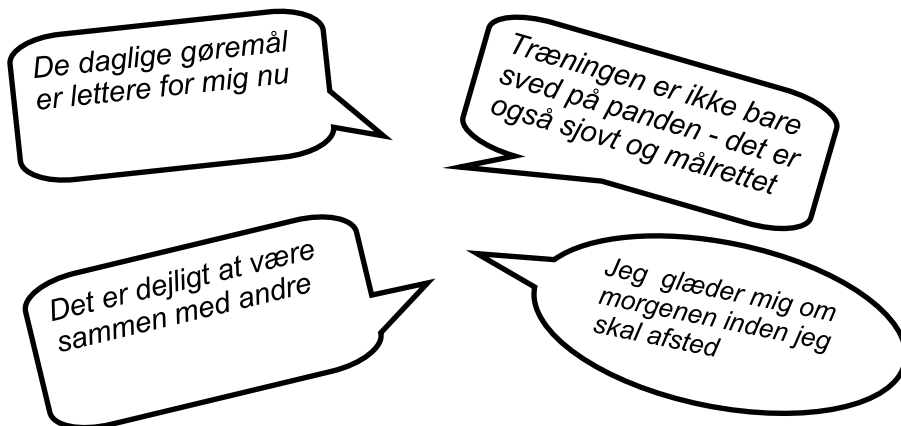 De daglige gøremål
er lettere for mig nu
Træningen er ikke bare
sved på panden - det er
også sjovt og målrettet
Det er dejligt at være
sammen med andre
Jeg glæder mig om
morgenen inden jeg
skal afsted